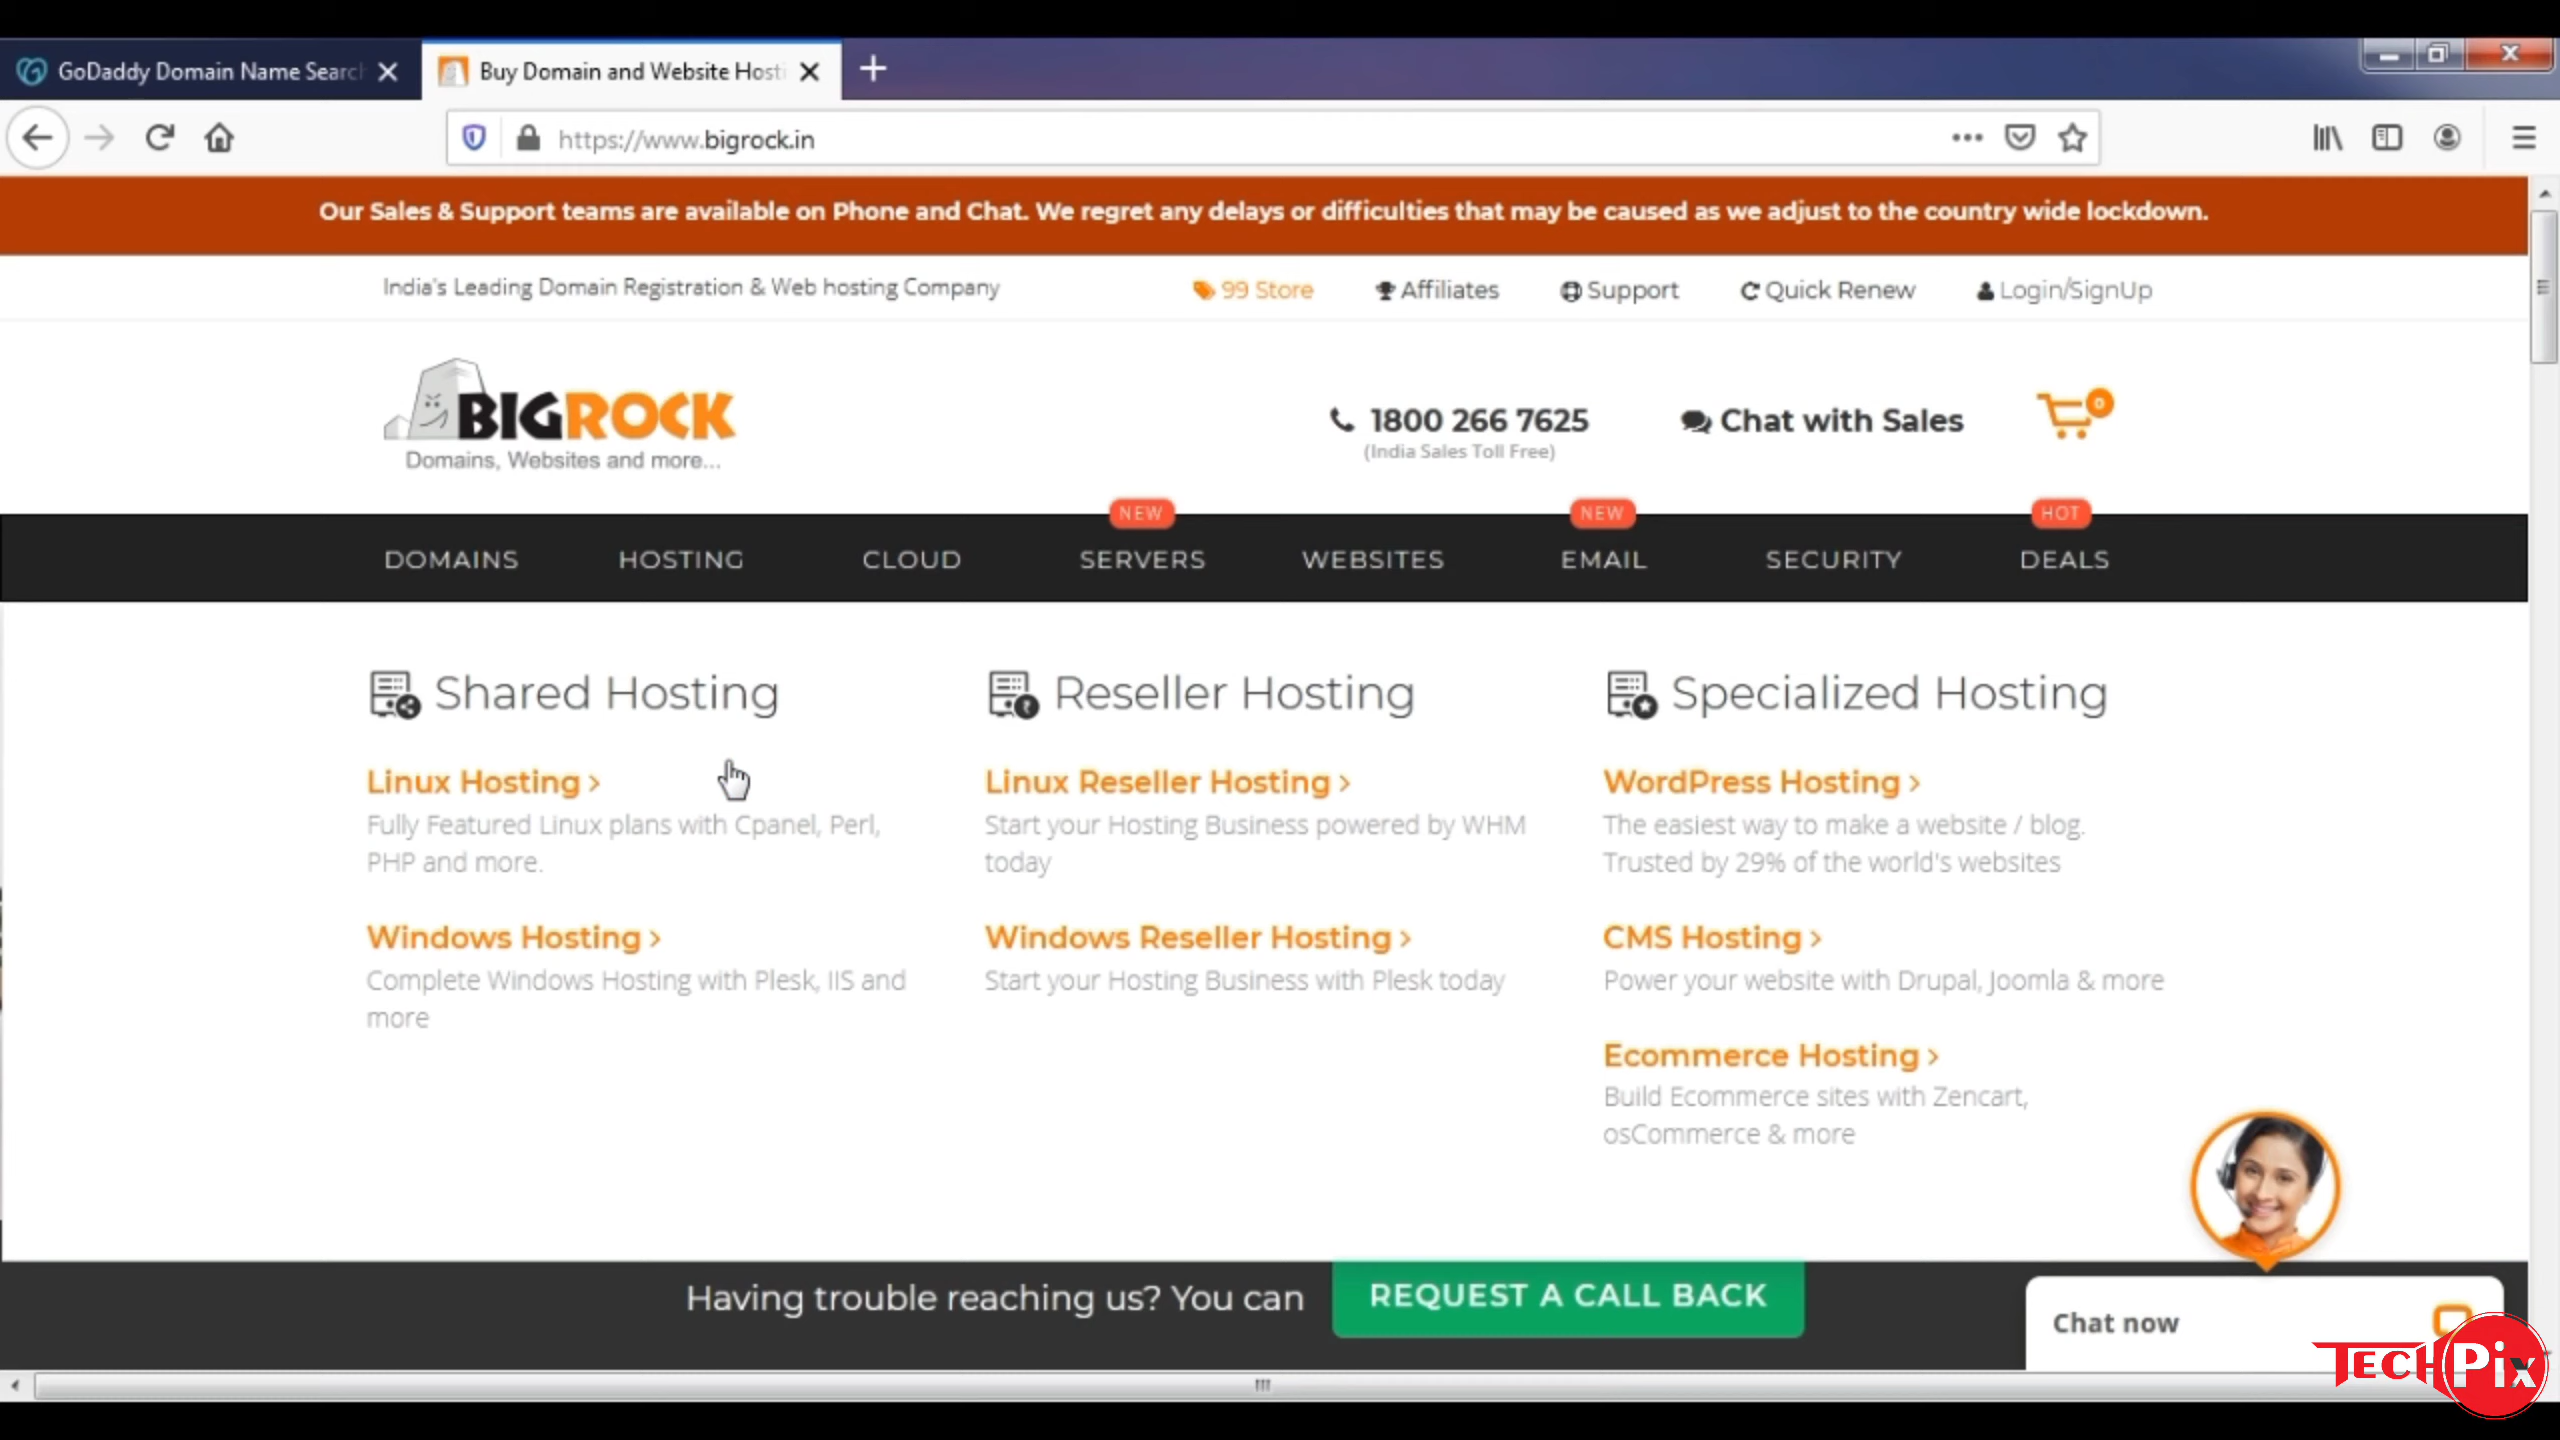 GoDaddy Domain Name Search
Buy Domain and Website Hosti
https://www.bigrock.in
Our Sales & Support teams are available on Phone and Chat. We regret any delays or difficulties that may be caused as we adjust to the country wide lockdown.
India's Leading Domain Registration & Web hosting Company
99 Store
Affiliates
Support
Quick Renew
Login/SignUp
BIGROCK
Domains, Websites and more...
1800 266 7625
(India Sales Toll Free)
Chat with Sales
0
NEW
NEW
HOT
DOMAINS
HOSTING
CLOUD
SERVERS
WEBSITES
EMAIL
SECURITY
DEALS
Shared Hosting
Linux Hosting >
Fully Featured Linux plans with Cpanel, Perl,
PHP and more.
Windows Hosting >
Complete Windows Hosting with Plesk, IIS and
more
Reseller Hosting
Linux Reseller Hosting >
Start your Hosting Business powered by WHM
today
Windows Reseller Hosting >
Start your Hosting Business with Plesk today
Specialized Hosting
WordPress Hosting >
The easiest way to make a website / blog.
Trusted by 29% of the world's websites
CMS Hosting >
Power your website with Drupal, Joomla & more
Ecommerce Hosting >
Build Ecommerce sites with Zencart,
osCommerce & more
Having trouble reaching us? You can
REQUEST A CALL BACK
Chat now
TECH Pix